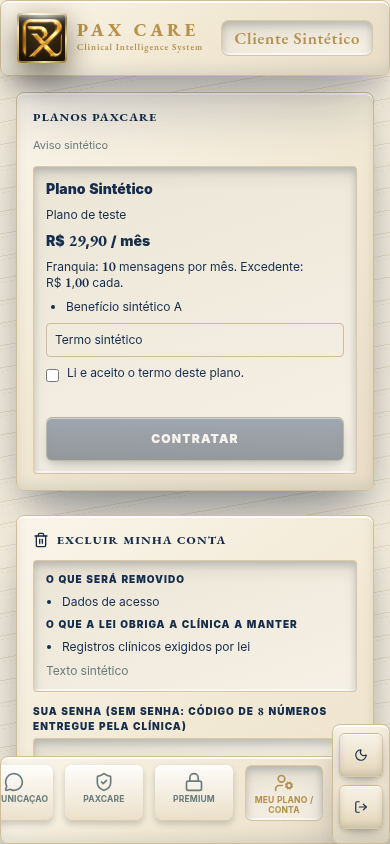 PAX CARE
Clinical Intelligence System
Cliente Sintético
PLANOS PAXCARE
Aviso sintético
Plano Sintético
Plano de teste
R$ 29,90 / mês
Franquia: 10 mensagens por mês. Excedente:
R$ 1,00 cada.
• Benefício sintético A
Termo sintético
Li e aceito o termo deste plano.
CONTRATAR
EXCLUIR MINHA CONTA
O QUE SERÁ REMOVIDO
• Dados de acesso
O QUE A LEI OBRIGA A CLÍNICA A MANTER
• Registros clínicos exigidos por lei
Texto sintético
SUA SENHA (SEM SENHA: CÓDIGO DE 8 NÚMEROS
ENTREGUE PELA CLÍNICA)
UNICAÇÃO
PAXCARE
PREMIUM
MEU PLANO /
CONTA